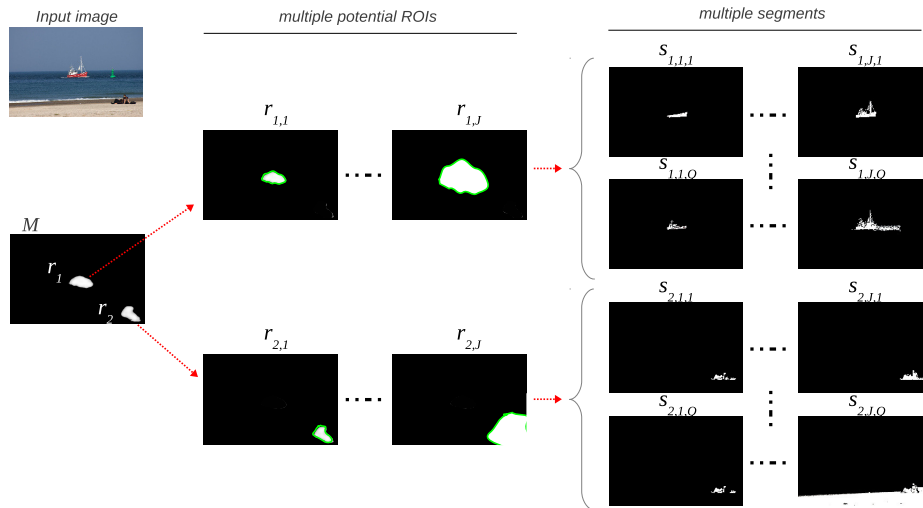 Input image
multiple potential ROIs
multiple segments
r1,1
r1,J
s1,1,1
s1,J,1
s1,1,Q
s1,J,Q
M
r1
r2
r2,1
r2,J
s2,1,1
s2,J,1
s2,1,Q
s2,J,Q